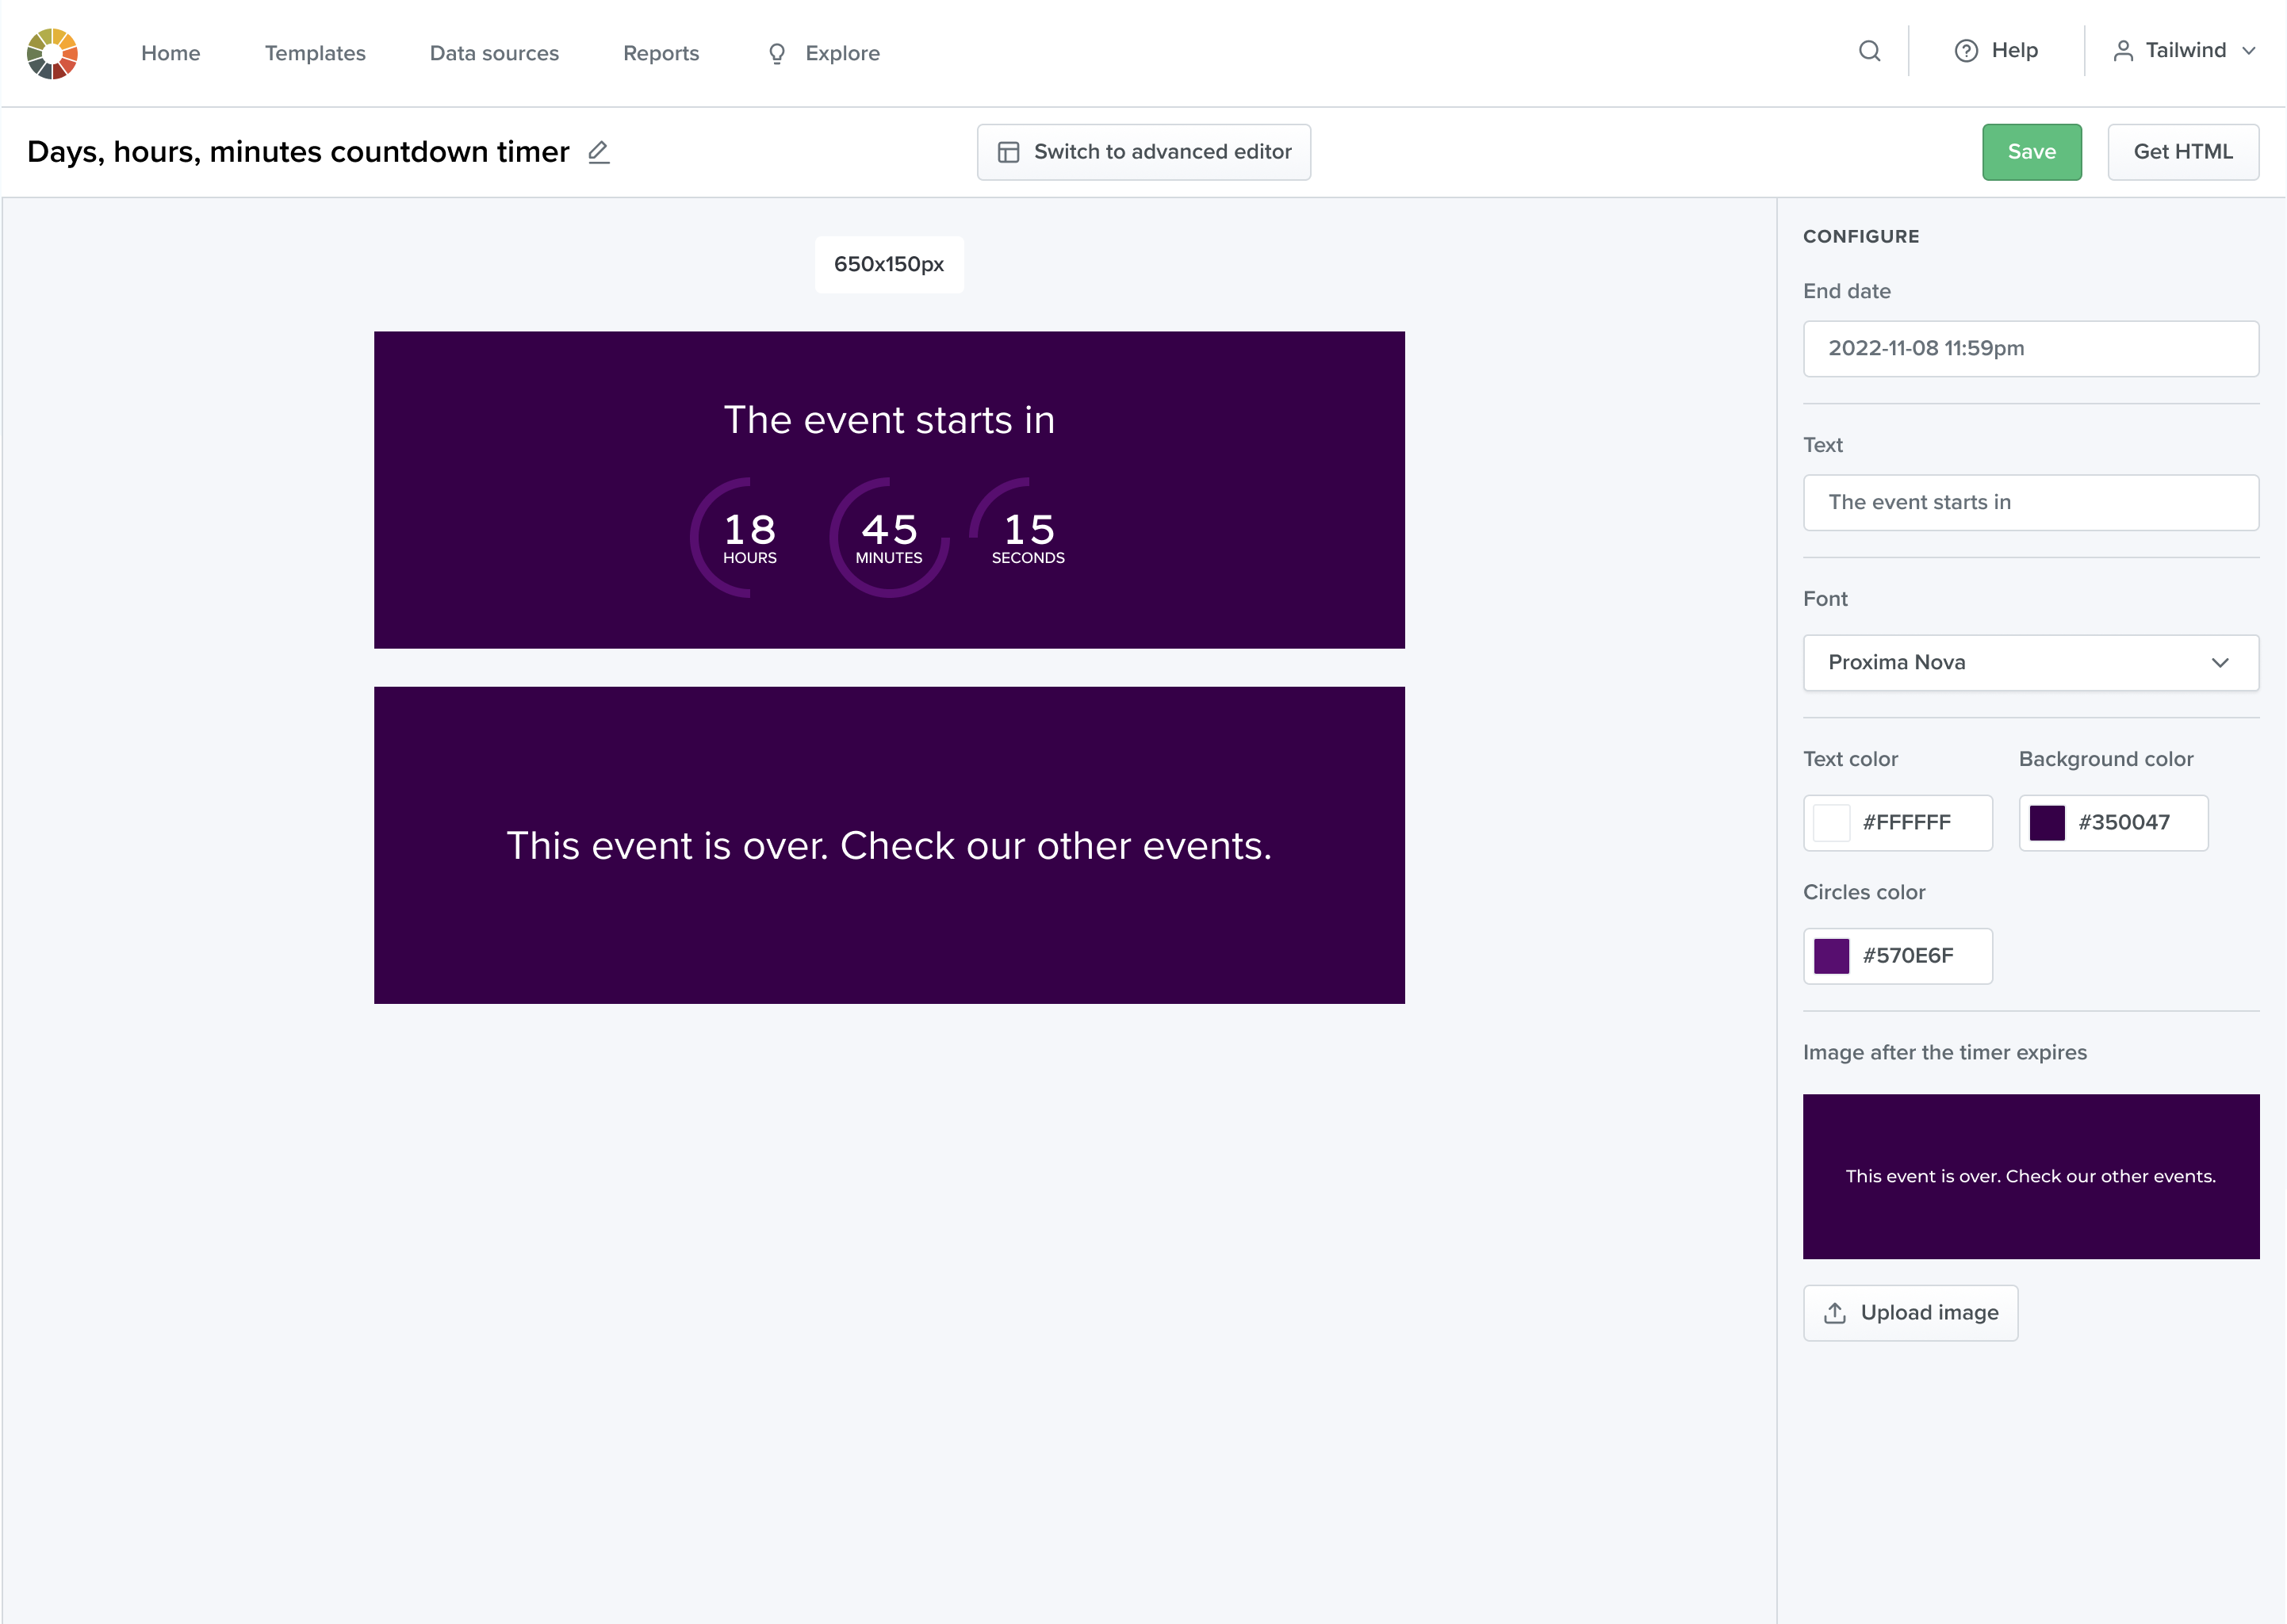 Home Templates Data sources Reports Explore Help Tailwind
Days, hours, minutes countdown timer Switch to advanced editor Save Get HTML
650x150px
The event starts in
18 45 15
HOURS MINUTES SECONDS
This event is over. Check our other events.
CONFIGURE
End date
2022-11-08 11:59pm
Text
The event starts in
Font
Proxima Nova
Text color Background color
#FFFFFF #350047
Circles color
#570E6F
Image after the timer expires
This event is over. Check our other events.
Upload image